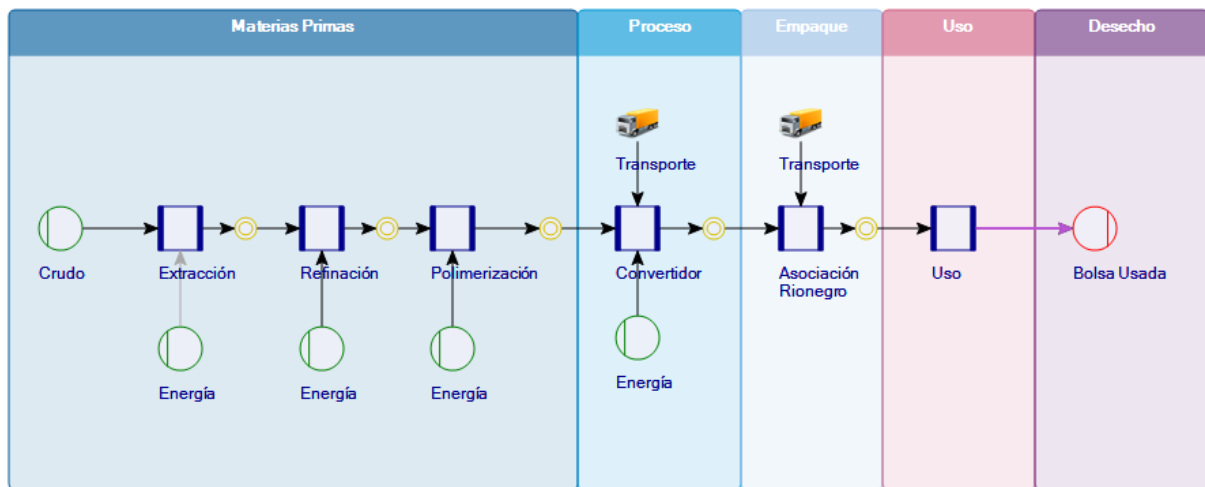 Materias Primas
Proceso
Empaque
Uso
Desecho
Transporte
Transporte
Crudo
Extracción
Refinación
Polimerización
Convertidor
Asociación
Rionegro
Uso
Bolsa Usada
Energía
Energía
Energía
Energía